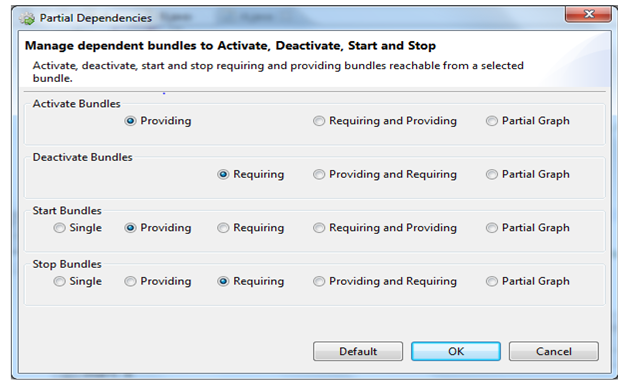 Partial Dependencies
Manage dependent bundles to Activate, Deactivate, Start and Stop
Activate, deactivate, start and stop requiring and providing bundles reachable from a selected
bundle.
Activate Bundles
Providing Requiring and Providing Partial Graph
Deactivate Bundles
Requiring Providing and Requiring Partial Graph
Start Bundles
Single Providing Requiring Requiring and Providing Partial Graph
Stop Bundles
Single Providing Requiring Providing and Requiring Partial Graph
Default OK Cancel